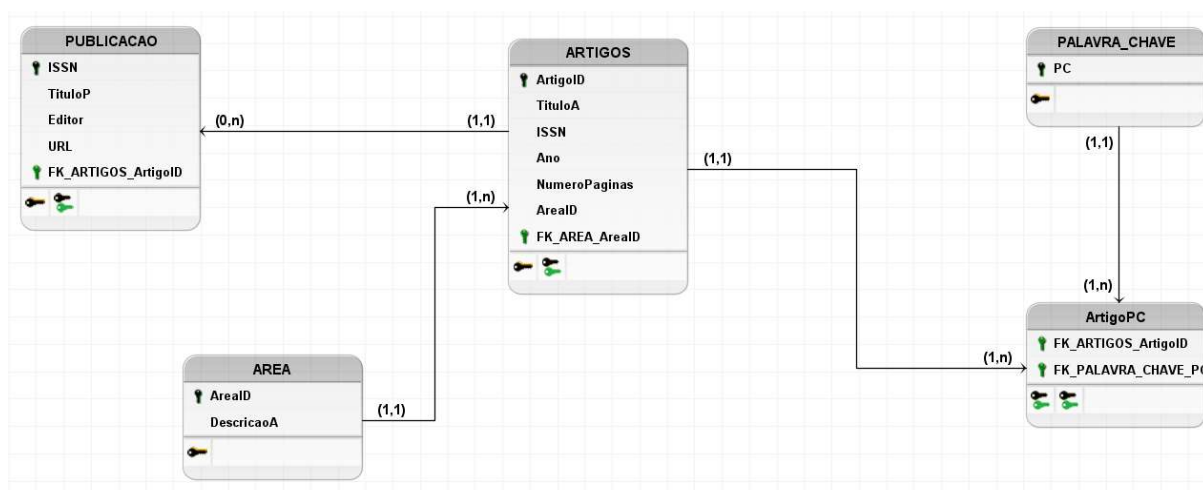 PUBLICACAO
ISSN
TituloP
Editor
URL
FK_ARTIGOS_ArtigoID
(0,n)
(1,1)
ARTIGOS
ArtigoID
TituloA
ISSN
Ano
NumeroPaginas
AreaID
FK_AREA_AreaID
(1,n)
(1,1)
PALAVRA_CHAVE
PC
(1,1)
(1,n)
AREA
AreaID
DescricaoA
(1,1)
(1,n)
ArtigoPC
FK_ARTIGOS_ArtigoID
FK_PALAVRA_CHAVE_PC